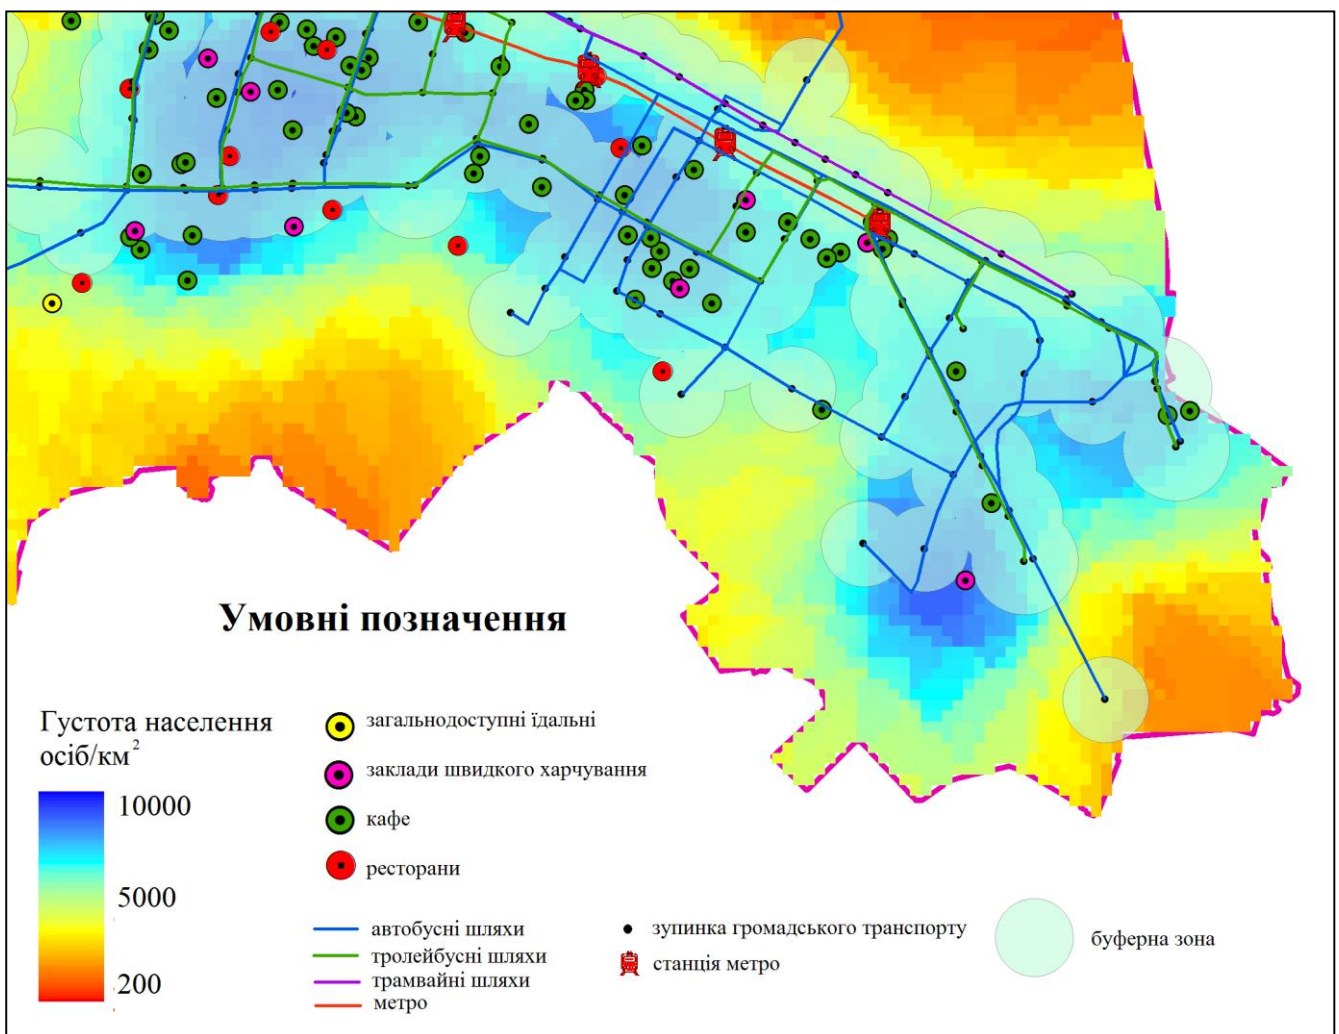 Умовні позначення
Густота населення
осіб/км²
10000
5000
200
загальнодоступні їдальні
заклади швидкого харчування
кафе
ресторани
автобусні шляхи
тролейбусні шляхи
трамвайні шляхи
метро
зупинка громадського транспорту
станція метро
буферна зона